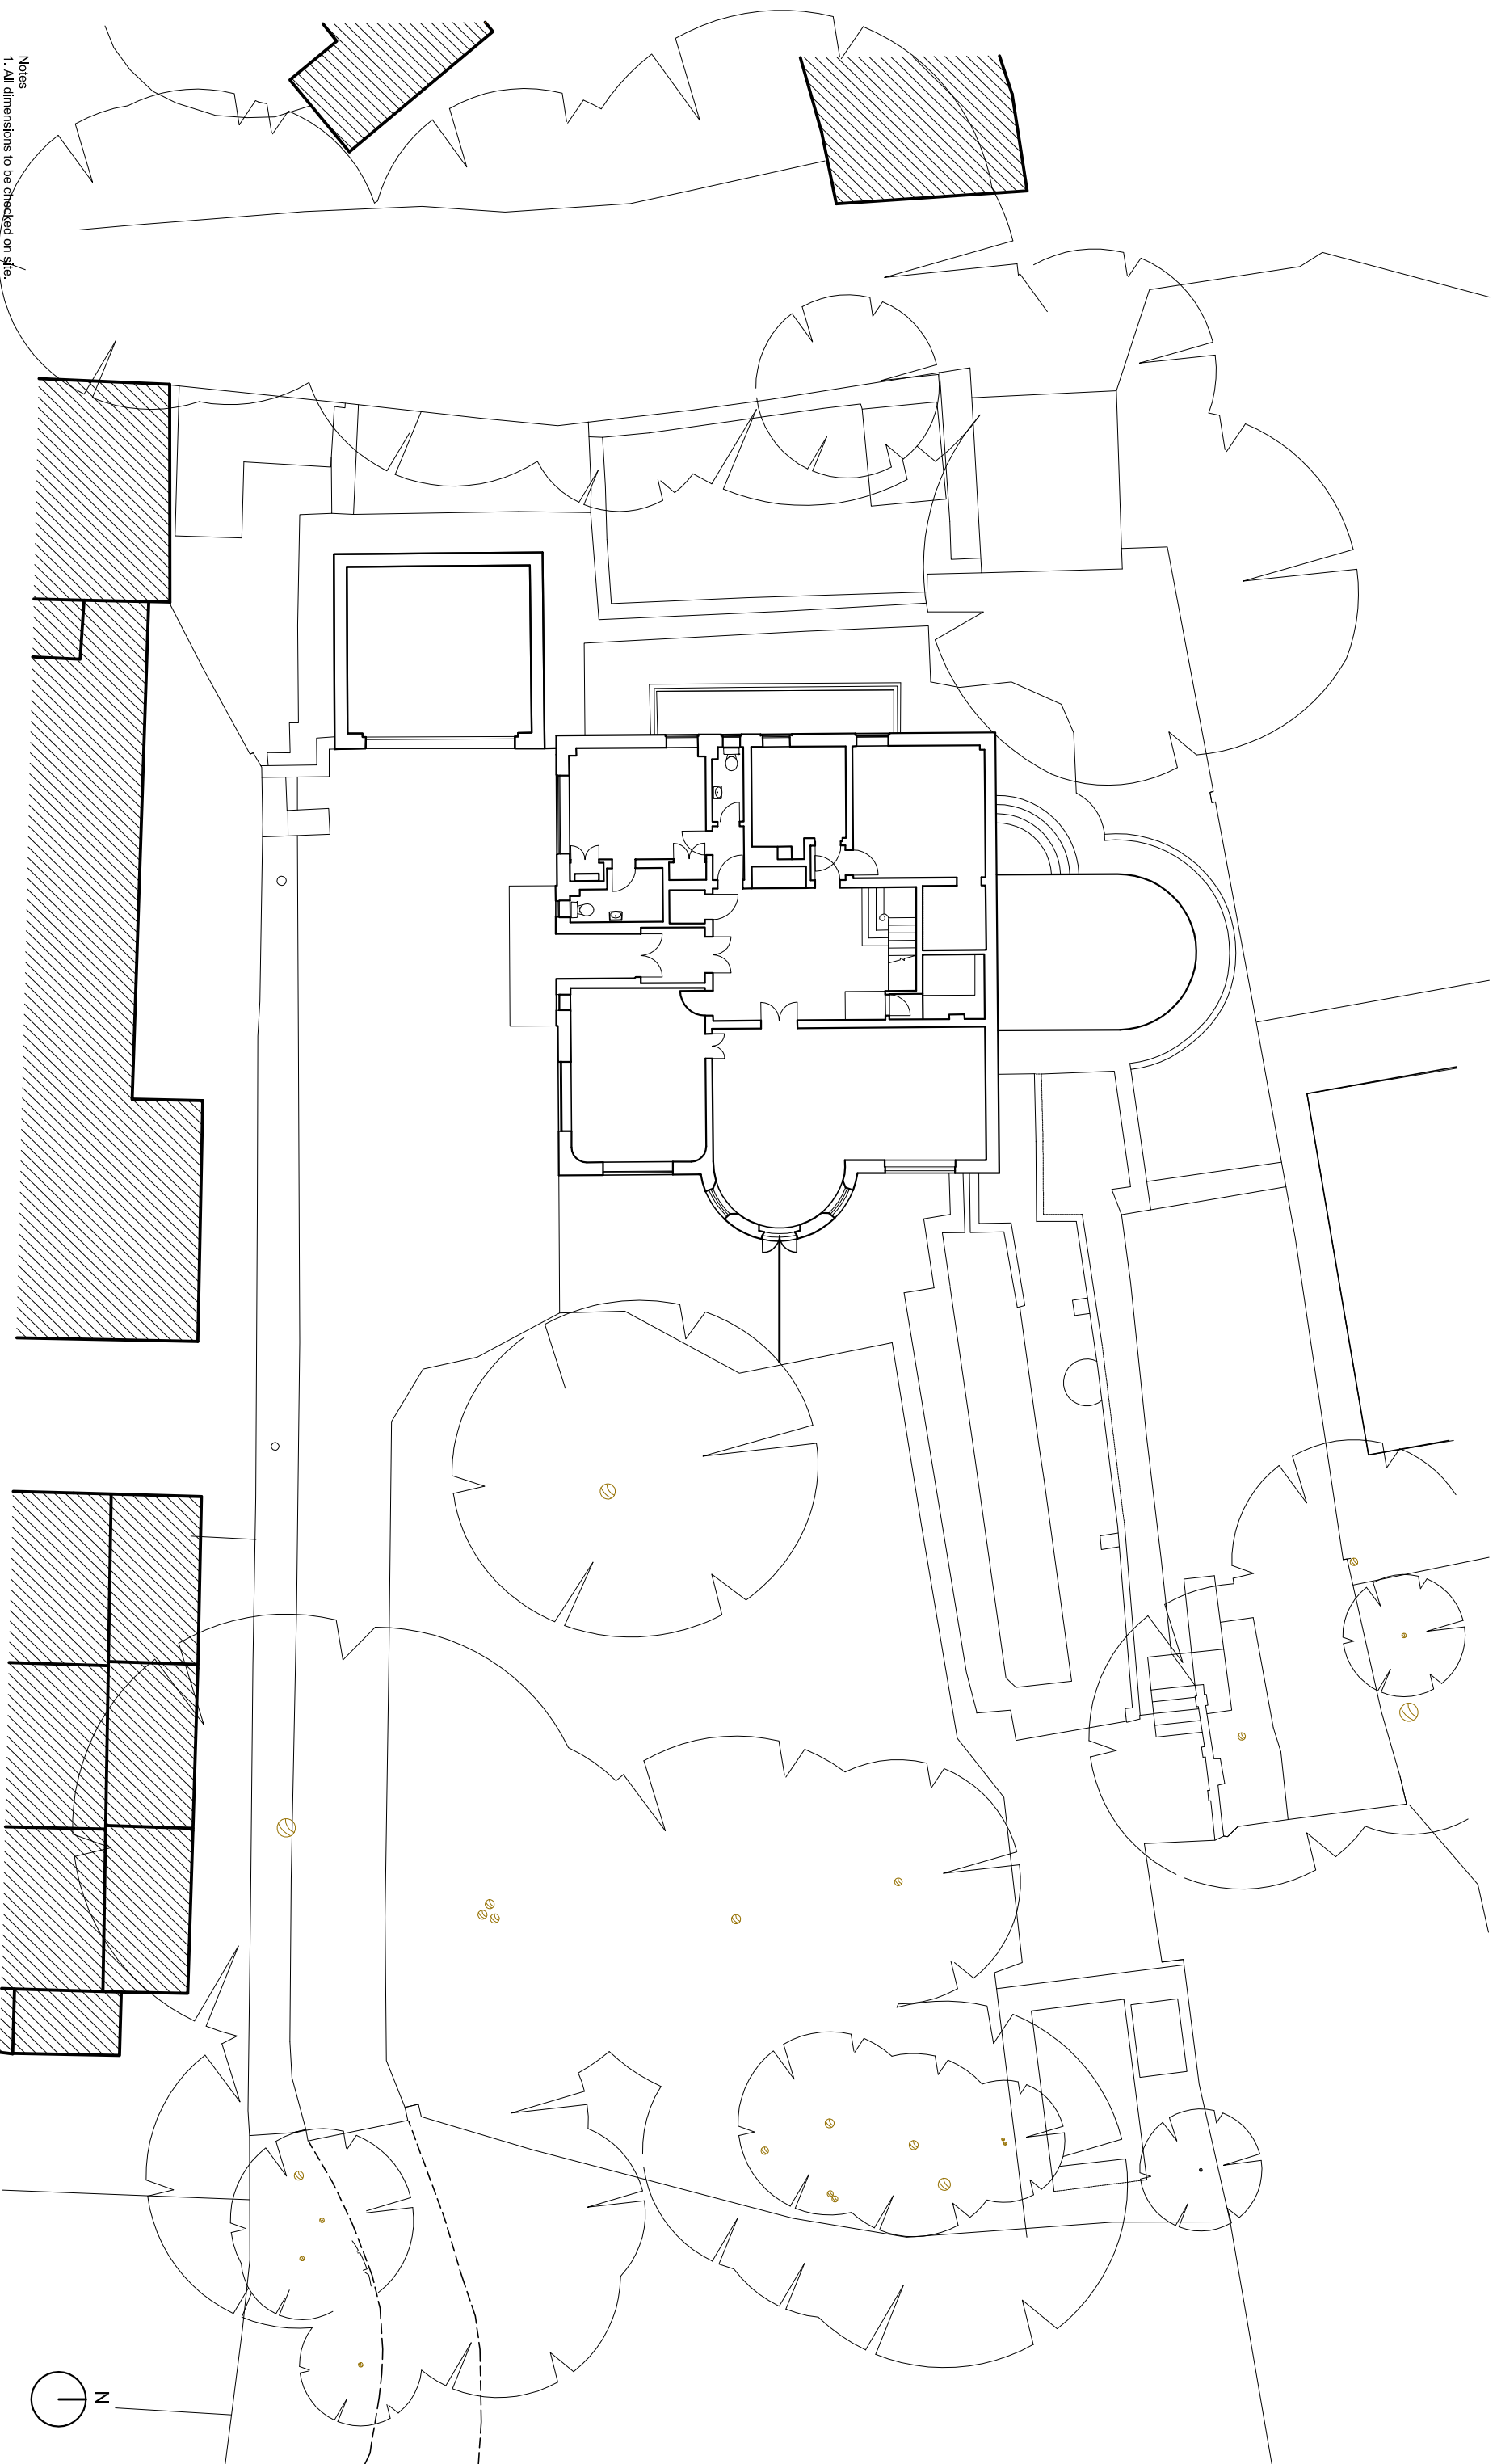 Notes
1. All dimensions to be checked on site.
N